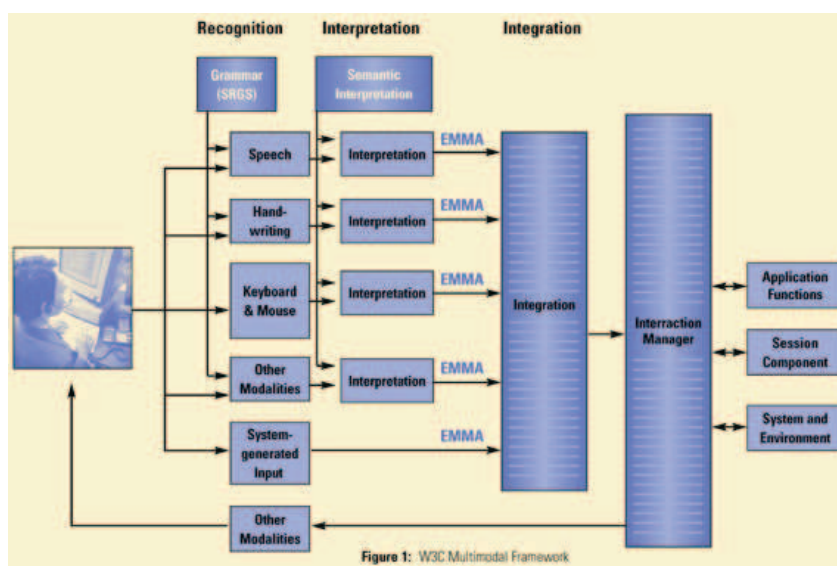 Recognition
Interpretation
Integration
Grammar
(SRGS)
Semantic
Interpretation
Speech
Interpretation
EMMA
Hand-
writing
Interpretation
EMMA
Keyboard
& Mouse
Interpretation
EMMA
Other
Modalities
Interpretation
EMMA
System-
generated
Input
EMMA
Integration
Interraction
Manager
Application
Functions
Session
Component
System and
Environment
Other
Modalities
Figure 1: W3C Multimodal Framework